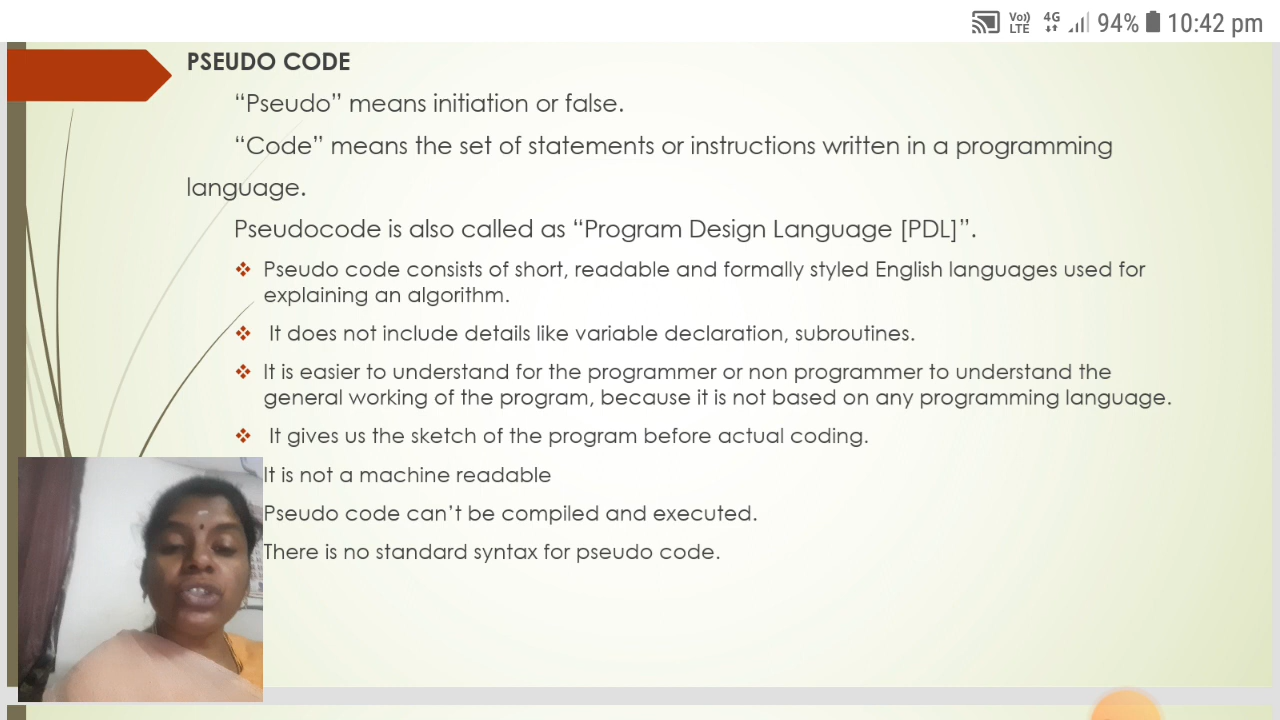 Vo)) LTE 4G 94% 10:42 pm
PSEUDO CODE
“Pseudo” means initiation or false.
“Code” means the set of statements or instructions written in a programming
language.
Pseudocode is also called as “Program Design Language [PDL]”.
Pseudo code consists of short, readable and formally styled English languages used for
explaining an algorithm.
It does not include details like variable declaration, subroutines.
It is easier to understand for the programmer or non programmer to understand the
general working of the program, because it is not based on any programming language.
It gives us the sketch of the program before actual coding.
It is not a machine readable
Pseudo code can’t be compiled and executed.
There is no standard syntax for pseudo code.